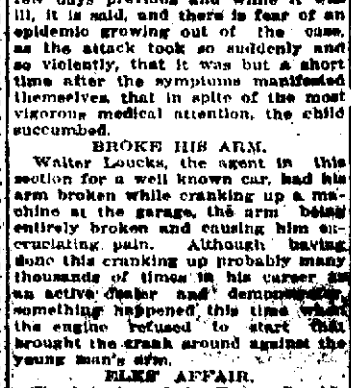 few days previous and while it was
ill, it is said, and there is fear of an
epidemic growing out of the case,
as the attack took so suddenly and
so violently, that it was but a short
time after the symptoms manifested
themselves, that in spite of the most
vigorous medical attention, the child
succumbed.
BROKE HIS ARM.
Walter Loucks, the agent in this
section for a well known car, had his
arm broken while cranking up a ma-
chine at the garage, the arm being
entirely broken and causing him ex-
cruciating pain. Although having
done this cranking up probably many
thousands of times in his career as
an active dealer and demonstrator,
something happened this time when
the engine refused to start that
brought the crank around against the
young man's arm.
ELKS' AFFAIR.